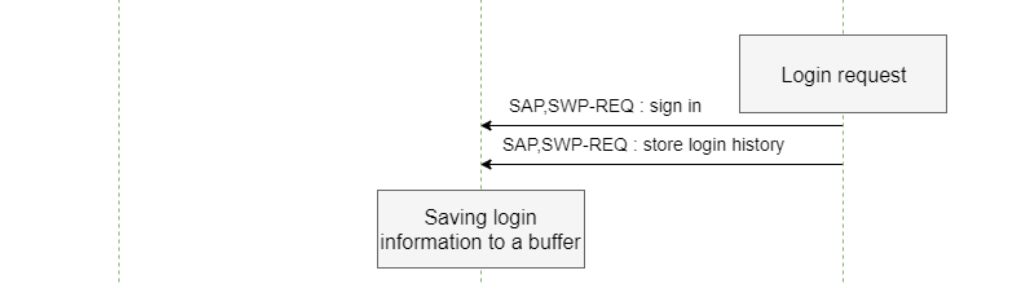 Login request
SAP,SWP-REQ : sign in
SAP,SWP-REQ : store login history
Saving login
information to a buffer